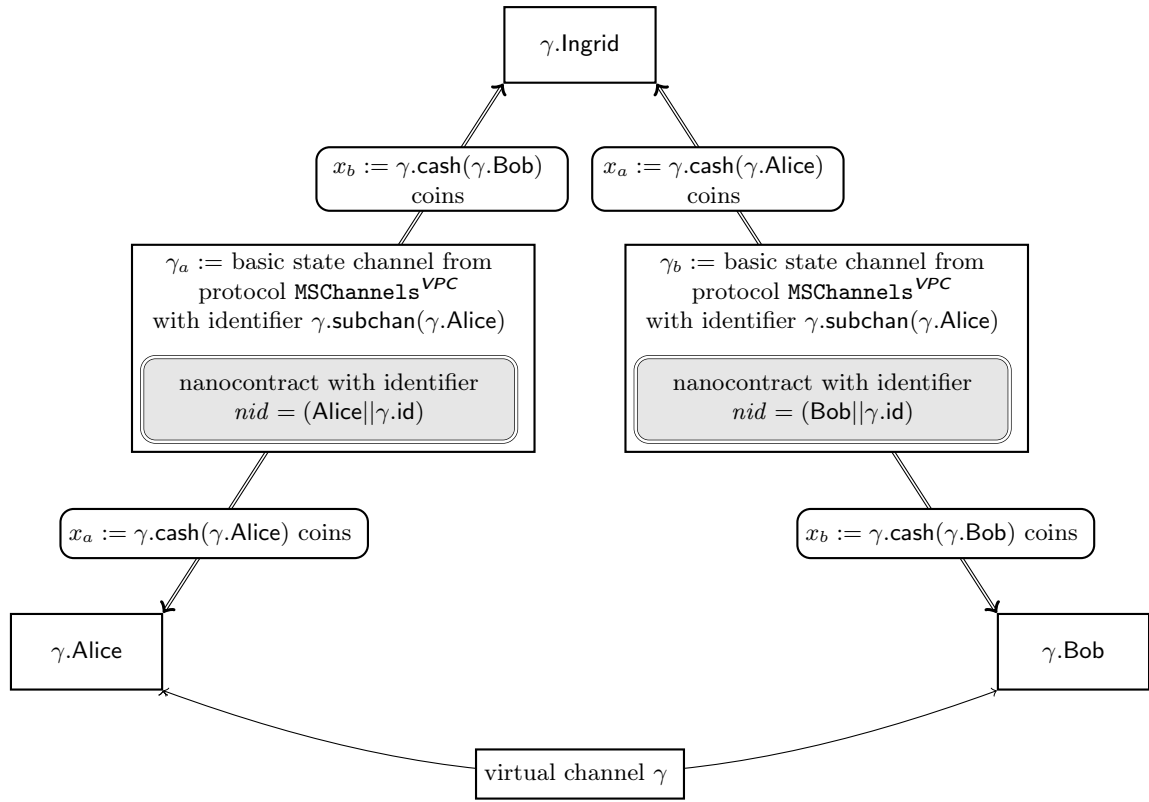 γ.Ingrid
x_b := γ.cash(γ.Bob)
coins
x_a := γ.cash(γ.Alice)
coins
γ_a := basic state channel from
protocol MSChannels^VPC
with identifier γ.subchan(γ.Alice)
nanocontract with identifier
nid = (Alice||γ.id)
γ_b := basic state channel from
protocol MSChannels^VPC
with identifier γ.subchan(γ.Alice)
nanocontract with identifier
nid = (Bob||γ.id)
x_a := γ.cash(γ.Alice) coins
x_b := γ.cash(γ.Bob) coins
γ.Alice
γ.Bob
virtual channel γ